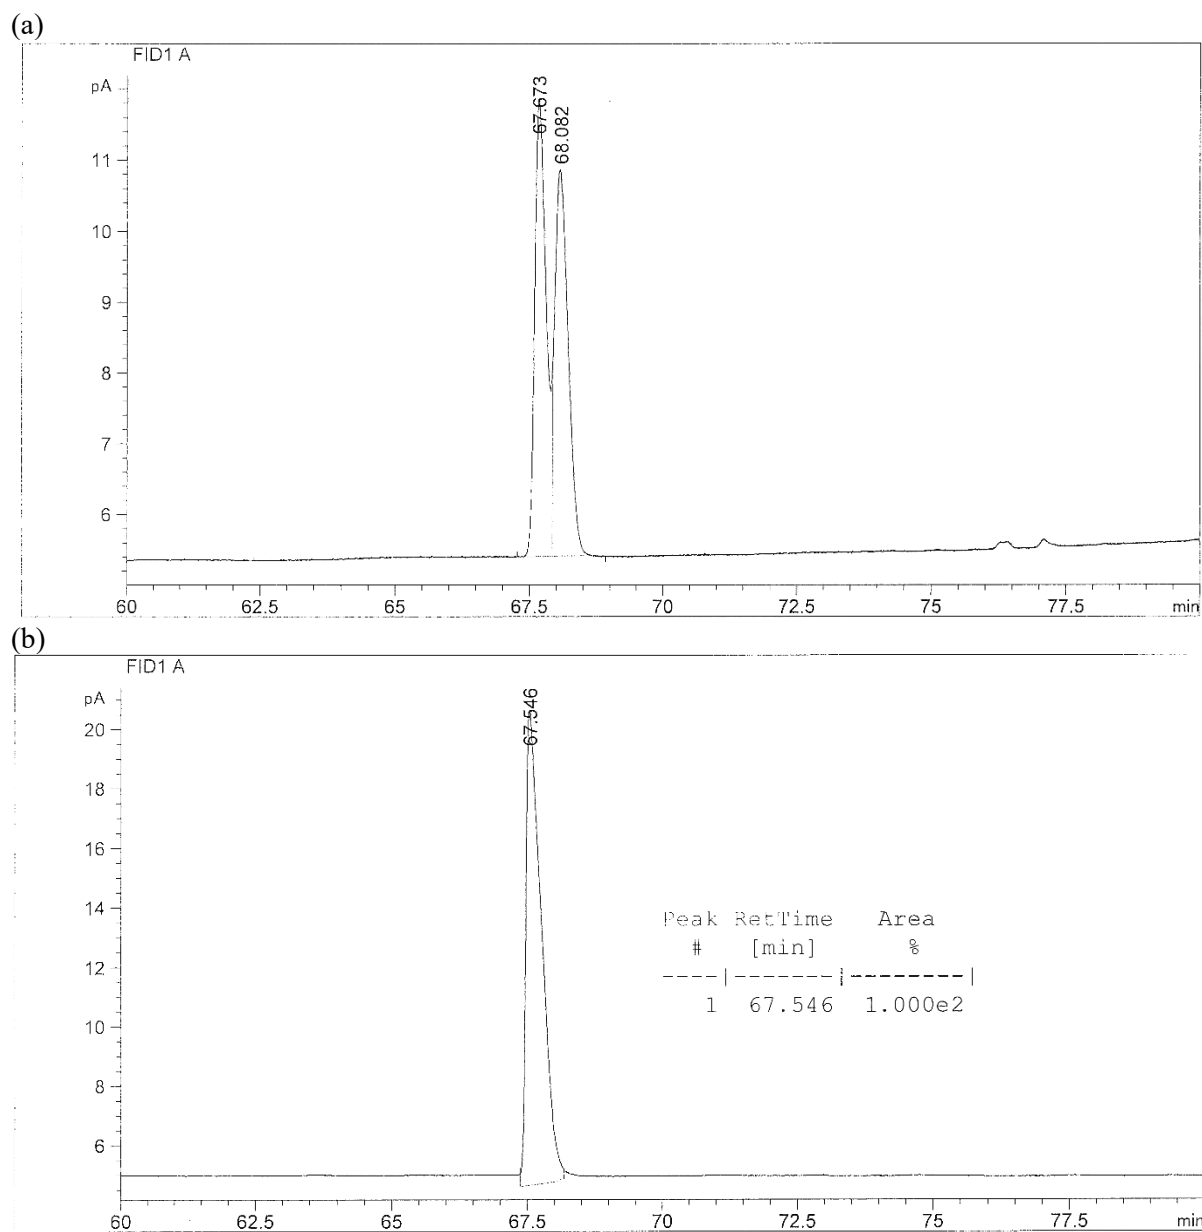 (a)
FID1 A
pA
67.673
68.082
11
10
9
8
7
6
60 62.5 65 67.5 70 72.5 75 77.5 min
(b)
FID1 A
pA
67.546
20
18
16
14
12
10
8
6
Peak RetTime Area
# [min] %
----|-------|--------|
1 67.546 1.000e2
60 62.5 65 67.5 70 72.5 75 77.5 min